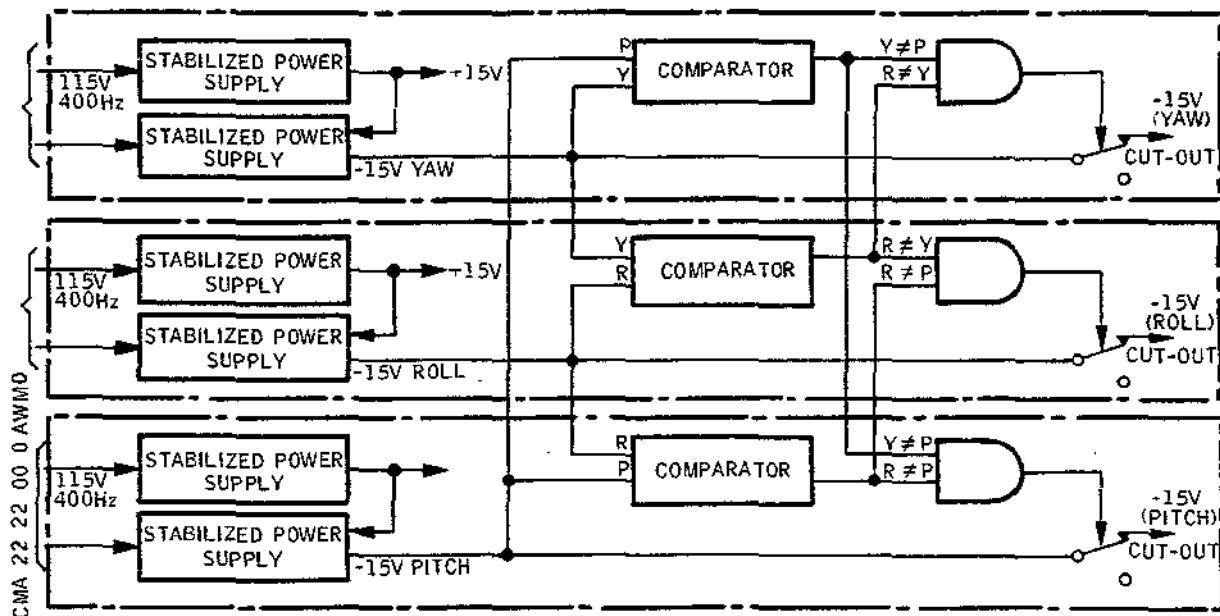 115V
400Hz
STABILIZED POWER
SUPPLY
+15V
STABILIZED POWER
SUPPLY
-15V YAW
P
Y
COMPARATOR
Y≠P
R≠Y
-15V
(YAW)
CUT-OUT
115V
400Hz
STABILIZED POWER
SUPPLY
+15V
STABILIZED POWER
SUPPLY
-15V ROLL
Y
R
COMPARATOR
R≠Y
R≠P
-15V
(ROLL)
CUT-OUT
115V
400Hz
STABILIZED POWER
SUPPLY
STABILIZED POWER
SUPPLY
-15V PITCH
R
P
COMPARATOR
Y≠P
R≠P
-15V
(PITCH)
CUT-OUT
CMA 22 22 00 0 AWMO